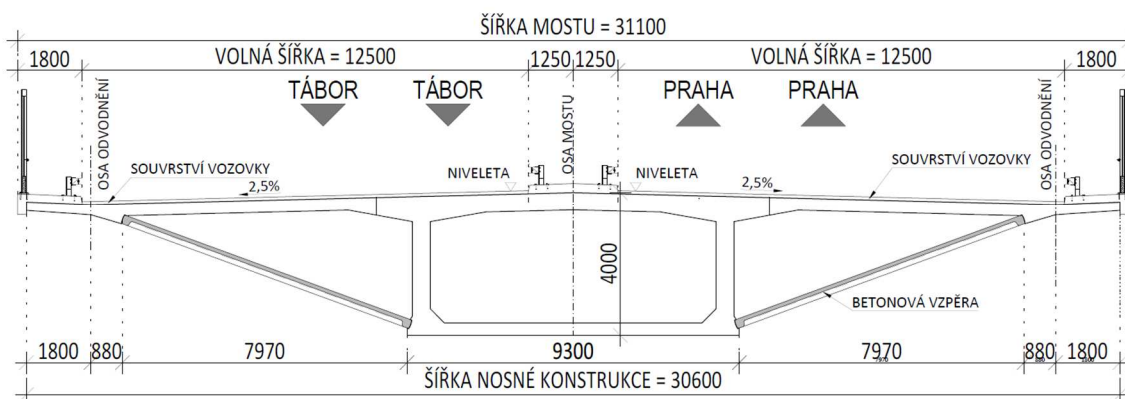 ŠÍŘKA MOSTU = 31100
1800 VOLNÁ ŠÍŘKA = 12500 1250 1250 VOLNÁ ŠÍŘKA = 12500 1800
TÁBOR TÁBOR PRAHA PRAHA
OSA ODVODNĚNÍ
OSA MOSTU
OSA ODVODNĚNÍ
SOUVRSTVÍ VOZOVKY NIVELETA NIVELETA SOUVRSTVÍ VOZOVKY
2,5% 2,5%
4000
BETONOVÁ VZPĚRA
1800 880 7970 9300 7970 880 1800
7970
ŠÍŘKA NOSNÉ KONSTRUKCE = 30600